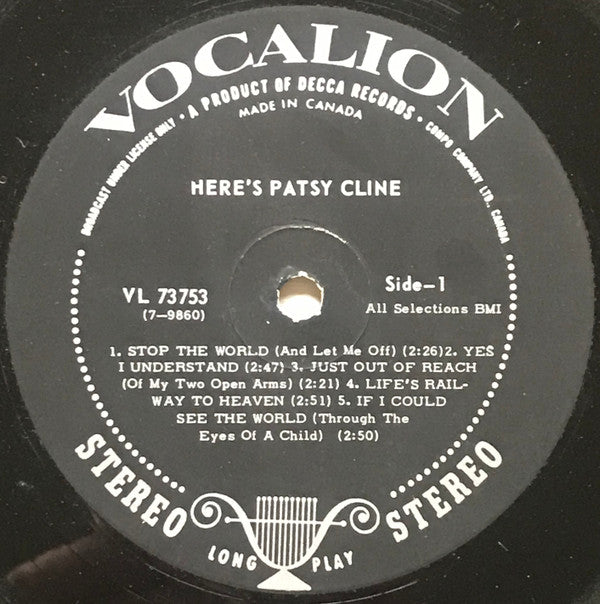 VOCALION
BROADCAST UNDER LICENSE ONLY • A PRODUCT OF DECCA RECORDS • COMPO COMPANY LTD., CANADA
MADE IN CANADA
HERE'S PATSY CLINE
VL 73753
(7-9860)
Side-1
All Selections BMI
1. STOP THE WORLD (And Let Me Off) (2:26)2. YES
I UNDERSTAND (2:47) 3. JUST OUT OF REACH
(Of My Two Open Arms) (2:21) 4. LIFE'S RAIL-
WAY TO HEAVEN (2:51) 5. IF I COULD
SEE THE WORLD (Through The
Eyes Of A Child) (2:50)
STEREO
STEREO
LONG PLAY